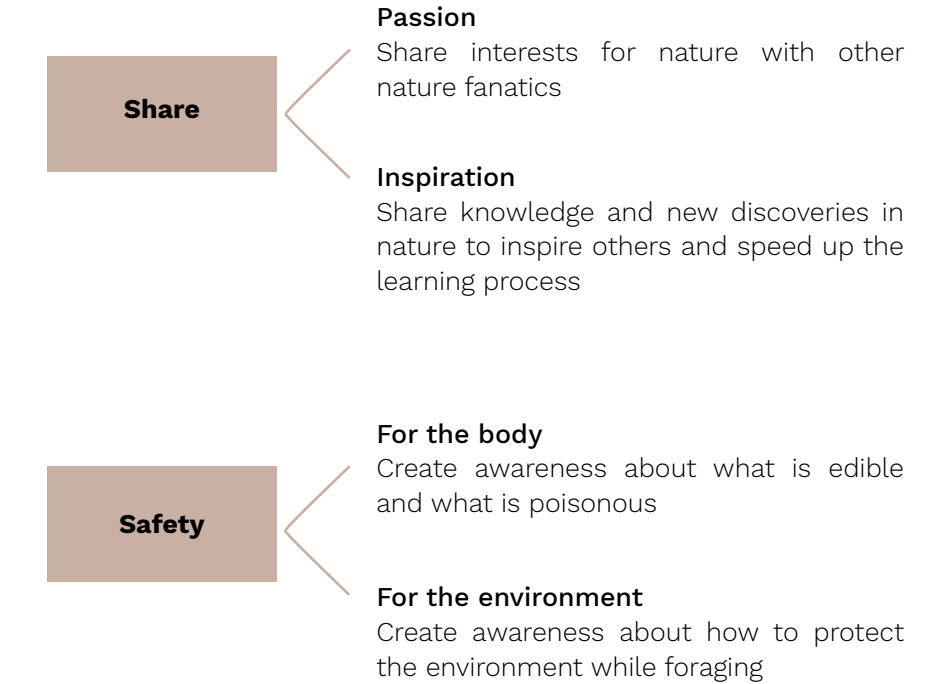 Share
Passion
Share interests for nature with other
nature fanatics
Inspiration
Share knowledge and new discoveries in
nature to inspire others and speed up the
learning process
Safety
For the body
Create awareness about what is edible
and what is poisonous
For the environment
Create awareness about how to protect
the environment while foraging